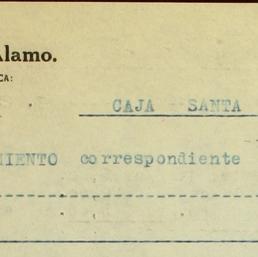 Alamo.
CA:
CAJA SANTA
MIENTO correspondiente